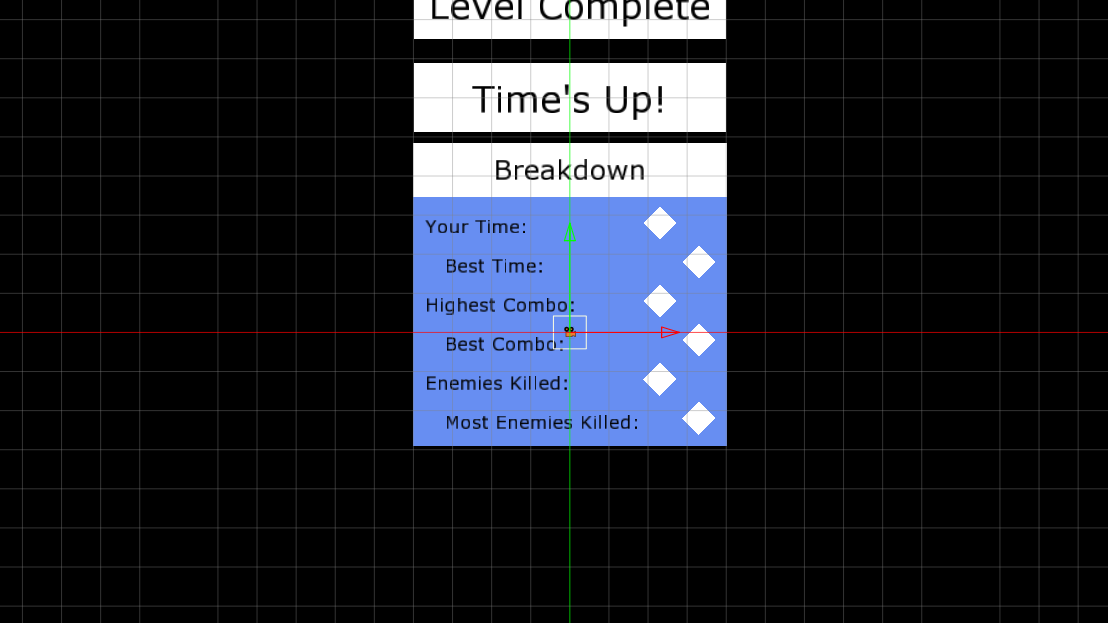 Level Complete
Time's Up!
Breakdown
Your Time:
Best Time:
Highest Combo:
Best Combo:
Enemies Killed:
Most Enemies Killed: